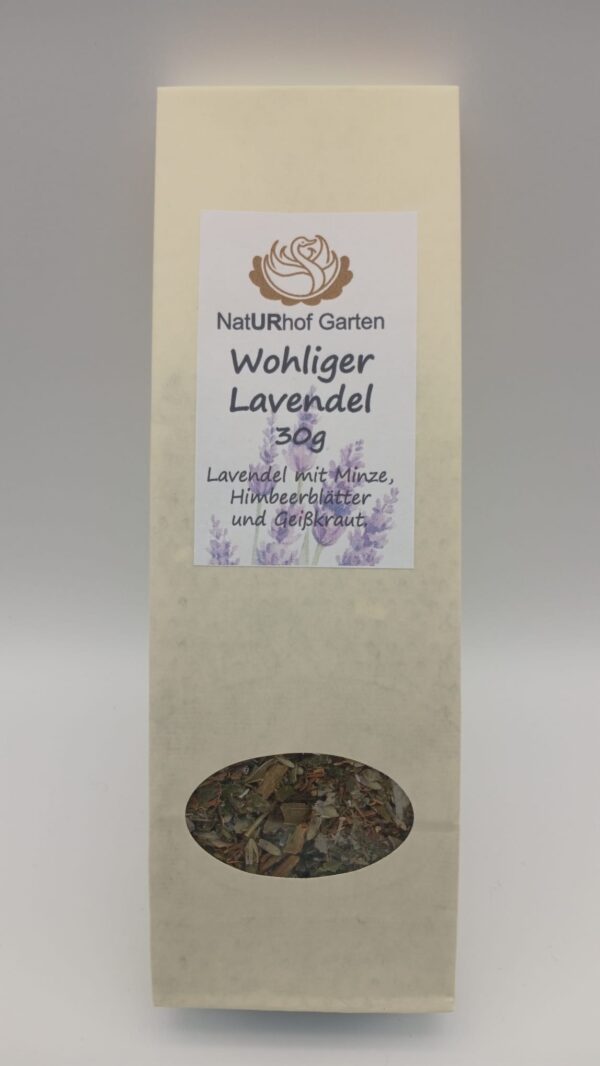 NatURhof Garten
Wohliger
Lavendel
30g
Lavendel mit Minze,
Himbeerblätter
und Geißkraut.